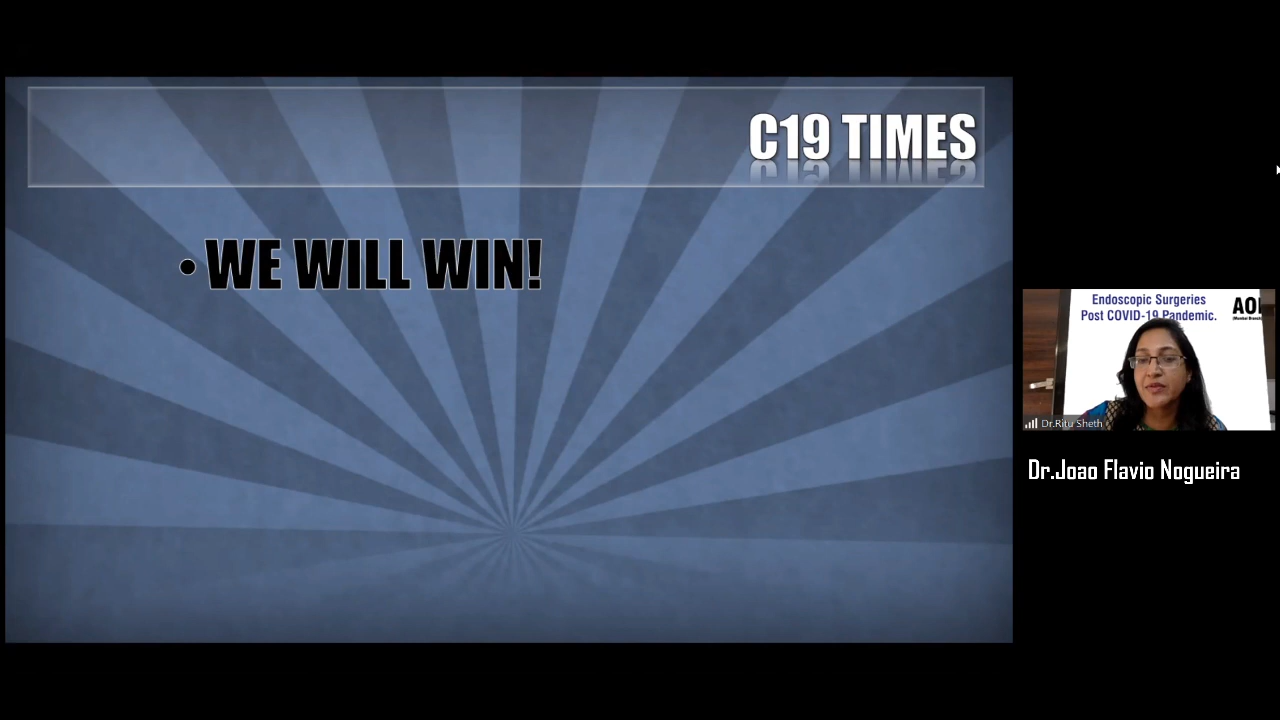 C19 TIMES
• WE WILL WIN!
Endoscopic Surgeries
Post COVID-19 Pandemic.
AOI
Dr.Ritu Sheth
Dr.Joao Flavio Nogueira